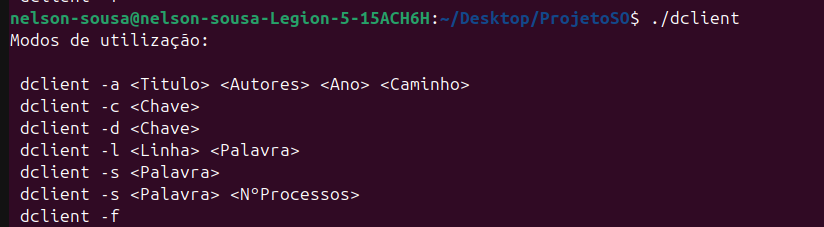 nelson-sousa@nelson-sousa-Legion-5-15ACH6H:~/Desktop/ProjetoSO$ ./dclient
Modos de utilização:
dclient -a <Titulo> <Autores> <Ano> <Caminho>
dclient -c <Chave>
dclient -d <Chave>
dclient -l <Linha> <Palavra>
dclient -s <Palavra>
dclient -s <Palavra> <NºProcessos>
dclient -f